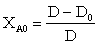 X_A0 = (D – D_0) / D